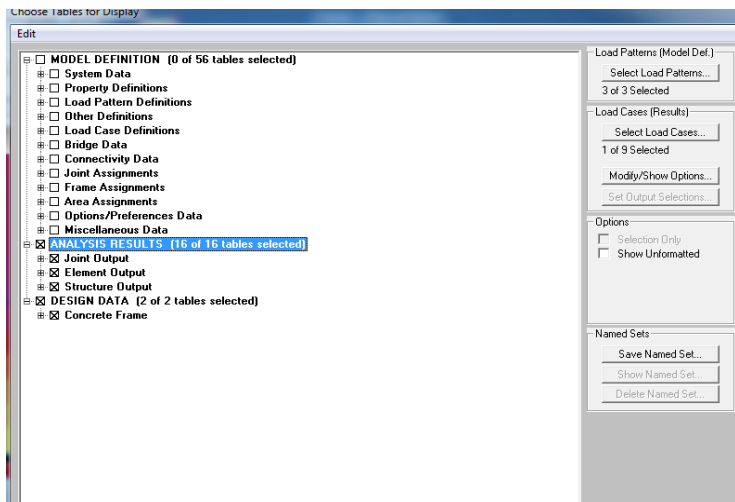 Choose Tables for Display
Edit
MODEL DEFINITION (0 of 56 tables selected)
System Data
Property Definitions
Load Pattern Definitions
Other Definitions
Load Case Definitions
Bridge Data
Connectivity Data
Joint Assignments
Frame Assignments
Area Assignments
Options/Preferences Data
Miscellaneous Data
ANALYSIS RESULTS (16 of 16 tables selected)
Joint Output
Element Output
Structure Output
DESIGN DATA (2 of 2 tables selected)
Concrete Frame
Load Patterns (Model Def.)
Select Load Patterns...
3 of 3 Selected
Load Cases (Results)
Select Load Cases...
1 of 9 Selected
Modify/Show Options...
Set Output Selections...
Options
Selection Only
Show Unformatted
Named Sets
Save Named Set...
Show Named Set...
Delete Named Set...